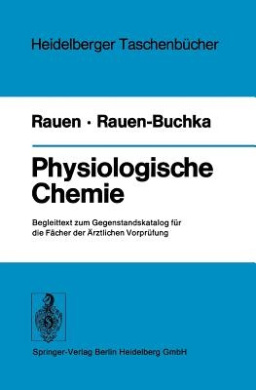 Heidelberger Taschenbücher
Rauen · Rauen-Buchka
Physiologische
Chemie
Begleittext zum Gegenstandskatalog für
die Fächer der Ärztlichen Vorprüfung
Springer-Verlag Berlin Heidelberg GmbH